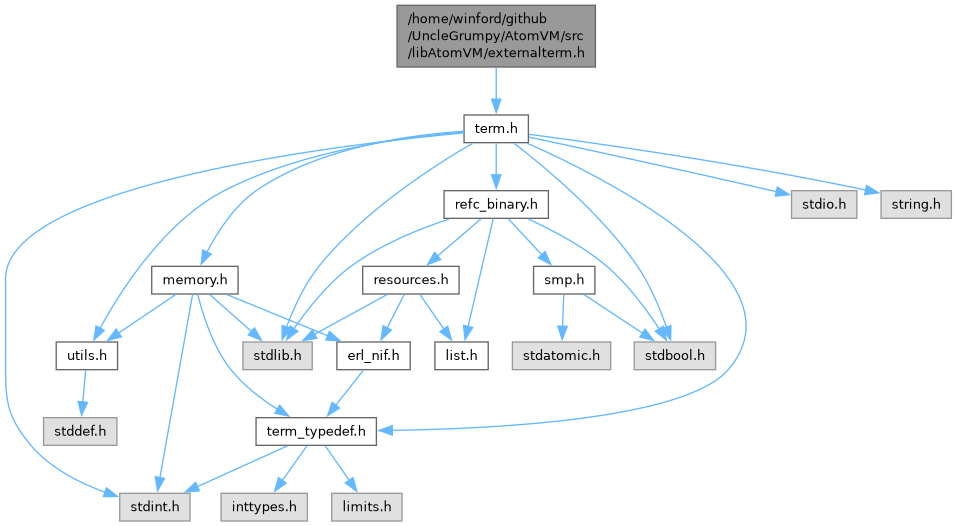 /home/winford/github
/UncleGrumpy/AtomVM/src
/libAtomVM/externalterm.h
term.h
refc_binary.h
stdio.h
string.h
memory.h
resources.h
smp.h
utils.h
stdlib.h
erl_nif.h
list.h
stdatomic.h
stdbool.h
stddef.h
term_typedef.h
stdint.h
inttypes.h
limits.h